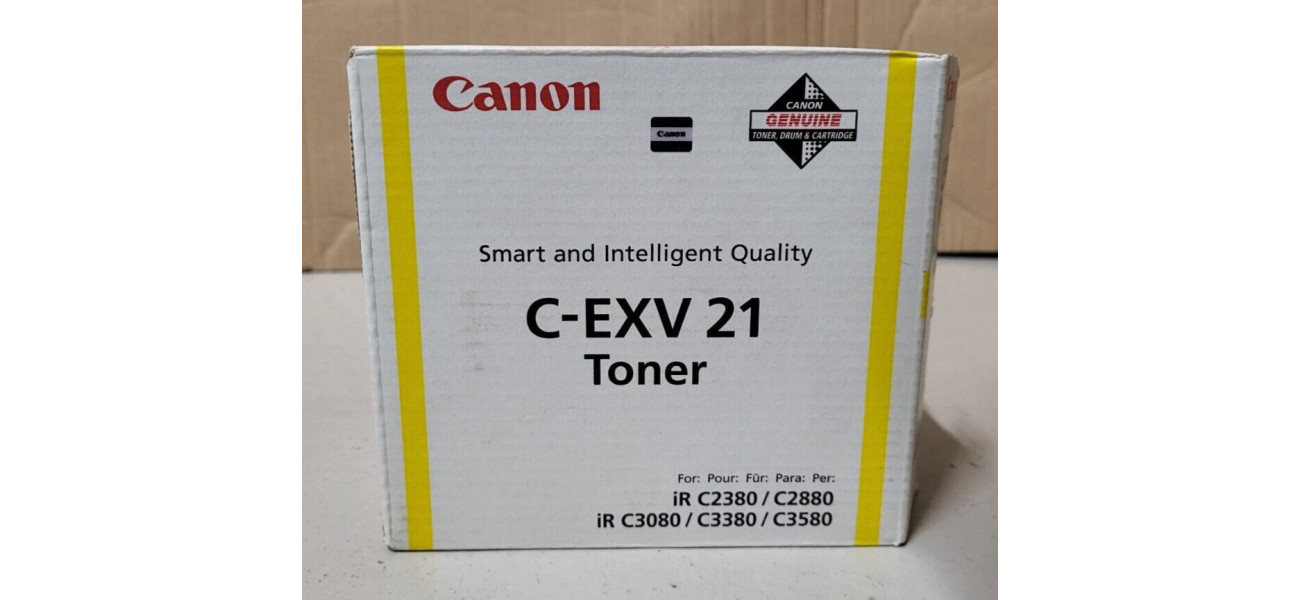 Canon
Canon
CANON
GENUINE
TONER, DRUM & CARTRIDGE
Smart and Intelligent Quality
C-EXV 21
Toner
For: Pour: Für: Para: Per:
iR C2380 / C2880
iR C3080 / C3380 / C3580